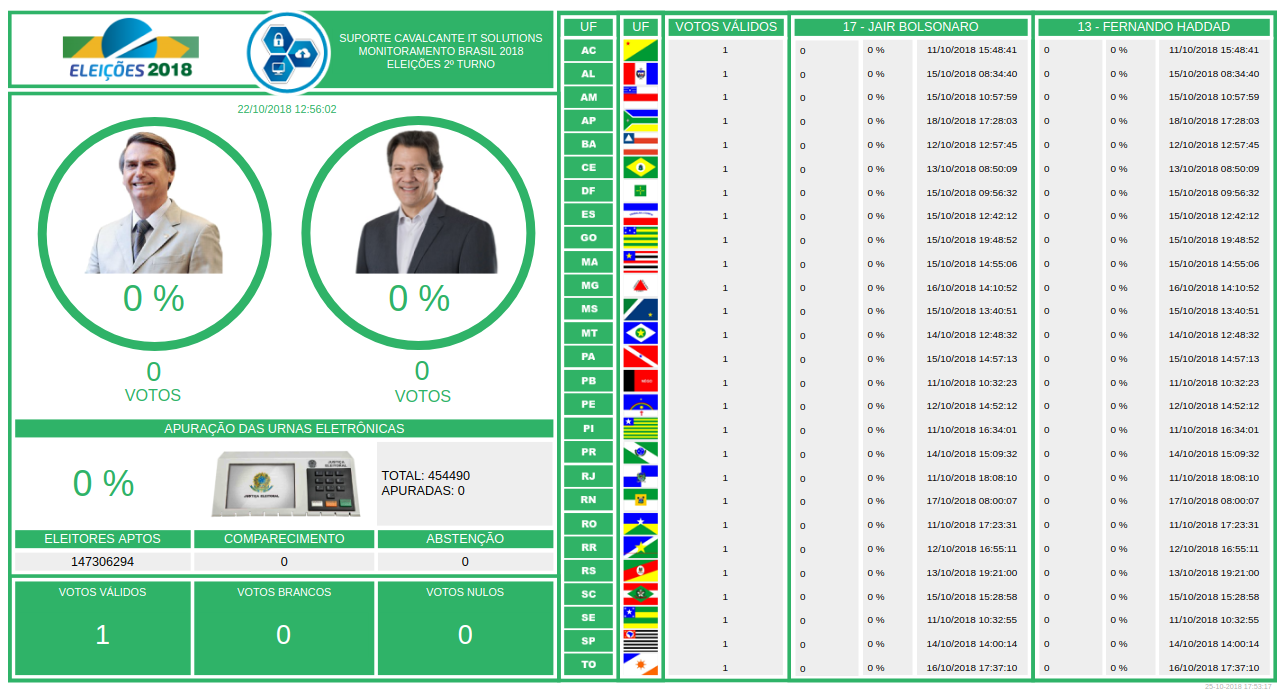 ELEIÇÕES 2018
SUPORTE CAVALCANTE IT SOLUTIONS
MONITORAMENTO BRASIL 2018
ELEIÇÕES 2º TURNO
22/10/2018 12:56:02
0 % 0 %
0 0
VOTOS VOTOS
APURAÇÃO DAS URNAS ELETRÔNICAS
0 %
JUSTIÇA ELEITORAL
JUSTIÇA
ELEITORAL
TOTAL: 454490
APURADAS: 0
ELEITORES APTOS COMPARECIMENTO ABSTENÇÃO
147306294 0 0
VOTOS VÁLIDOS VOTOS BRANCOS VOTOS NULOS
1 0 0
UF UF VOTOS VÁLIDOS 17 - JAIR BOLSONARO 13 - FERNANDO HADDAD
AC 1 0 0 % 11/10/2018 15:48:41 0 0 % 11/10/2018 15:48:41
AL 1 0 0 % 15/10/2018 08:34:40 0 0 % 15/10/2018 08:34:40
AM 1 0 0 % 15/10/2018 10:57:59 0 0 % 15/10/2018 10:57:59
AP 1 0 0 % 18/10/2018 17:28:03 0 0 % 18/10/2018 17:28:03
BA 1 0 0 % 12/10/2018 12:57:45 0 0 % 12/10/2018 12:57:45
CE 1 0 0 % 13/10/2018 08:50:09 0 0 % 13/10/2018 08:50:09
DF 1 0 0 % 15/10/2018 09:56:32 0 0 % 15/10/2018 09:56:32
ES 1 0 0 % 15/10/2018 12:42:12 0 0 % 15/10/2018 12:42:12
GO 1 0 0 % 15/10/2018 19:48:52 0 0 % 15/10/2018 19:48:52
MA 1 0 0 % 15/10/2018 14:55:06 0 0 % 15/10/2018 14:55:06
MG 1 0 0 % 16/10/2018 14:10:52 0 0 % 16/10/2018 14:10:52
MS 1 0 0 % 15/10/2018 13:40:51 0 0 % 15/10/2018 13:40:51
MT 1 0 0 % 14/10/2018 12:48:32 0 0 % 14/10/2018 12:48:32
PA 1 0 0 % 15/10/2018 14:57:13 0 0 % 15/10/2018 14:57:13
PB 1 0 0 % 11/10/2018 10:32:23 0 0 % 11/10/2018 10:32:23
PE 1 0 0 % 12/10/2018 14:52:12 0 0 % 12/10/2018 14:52:12
PI 1 0 0 % 11/10/2018 16:34:01 0 0 % 11/10/2018 16:34:01
PR 1 0 0 % 14/10/2018 15:09:32 0 0 % 14/10/2018 15:09:32
RJ 1 0 0 % 11/10/2018 18:08:10 0 0 % 11/10/2018 18:08:10
RN 1 0 0 % 17/10/2018 08:00:07 0 0 % 17/10/2018 08:00:07
RO 1 0 0 % 11/10/2018 17:23:31 0 0 % 11/10/2018 17:23:31
RR 1 0 0 % 12/10/2018 16:55:11 0 0 % 12/10/2018 16:55:11
RS 1 0 0 % 13/10/2018 19:21:00 0 0 % 13/10/2018 19:21:00
SC 1 0 0 % 15/10/2018 15:28:58 0 0 % 15/10/2018 15:28:58
SE 1 0 0 % 11/10/2018 10:32:55 0 0 % 11/10/2018 10:32:55
SP 1 0 0 % 14/10/2018 14:00:14 0 0 % 14/10/2018 14:00:14
TO 1 0 0 % 16/10/2018 17:37:10 0 0 % 16/10/2018 17:37:10
25-10-2018 17:53:17